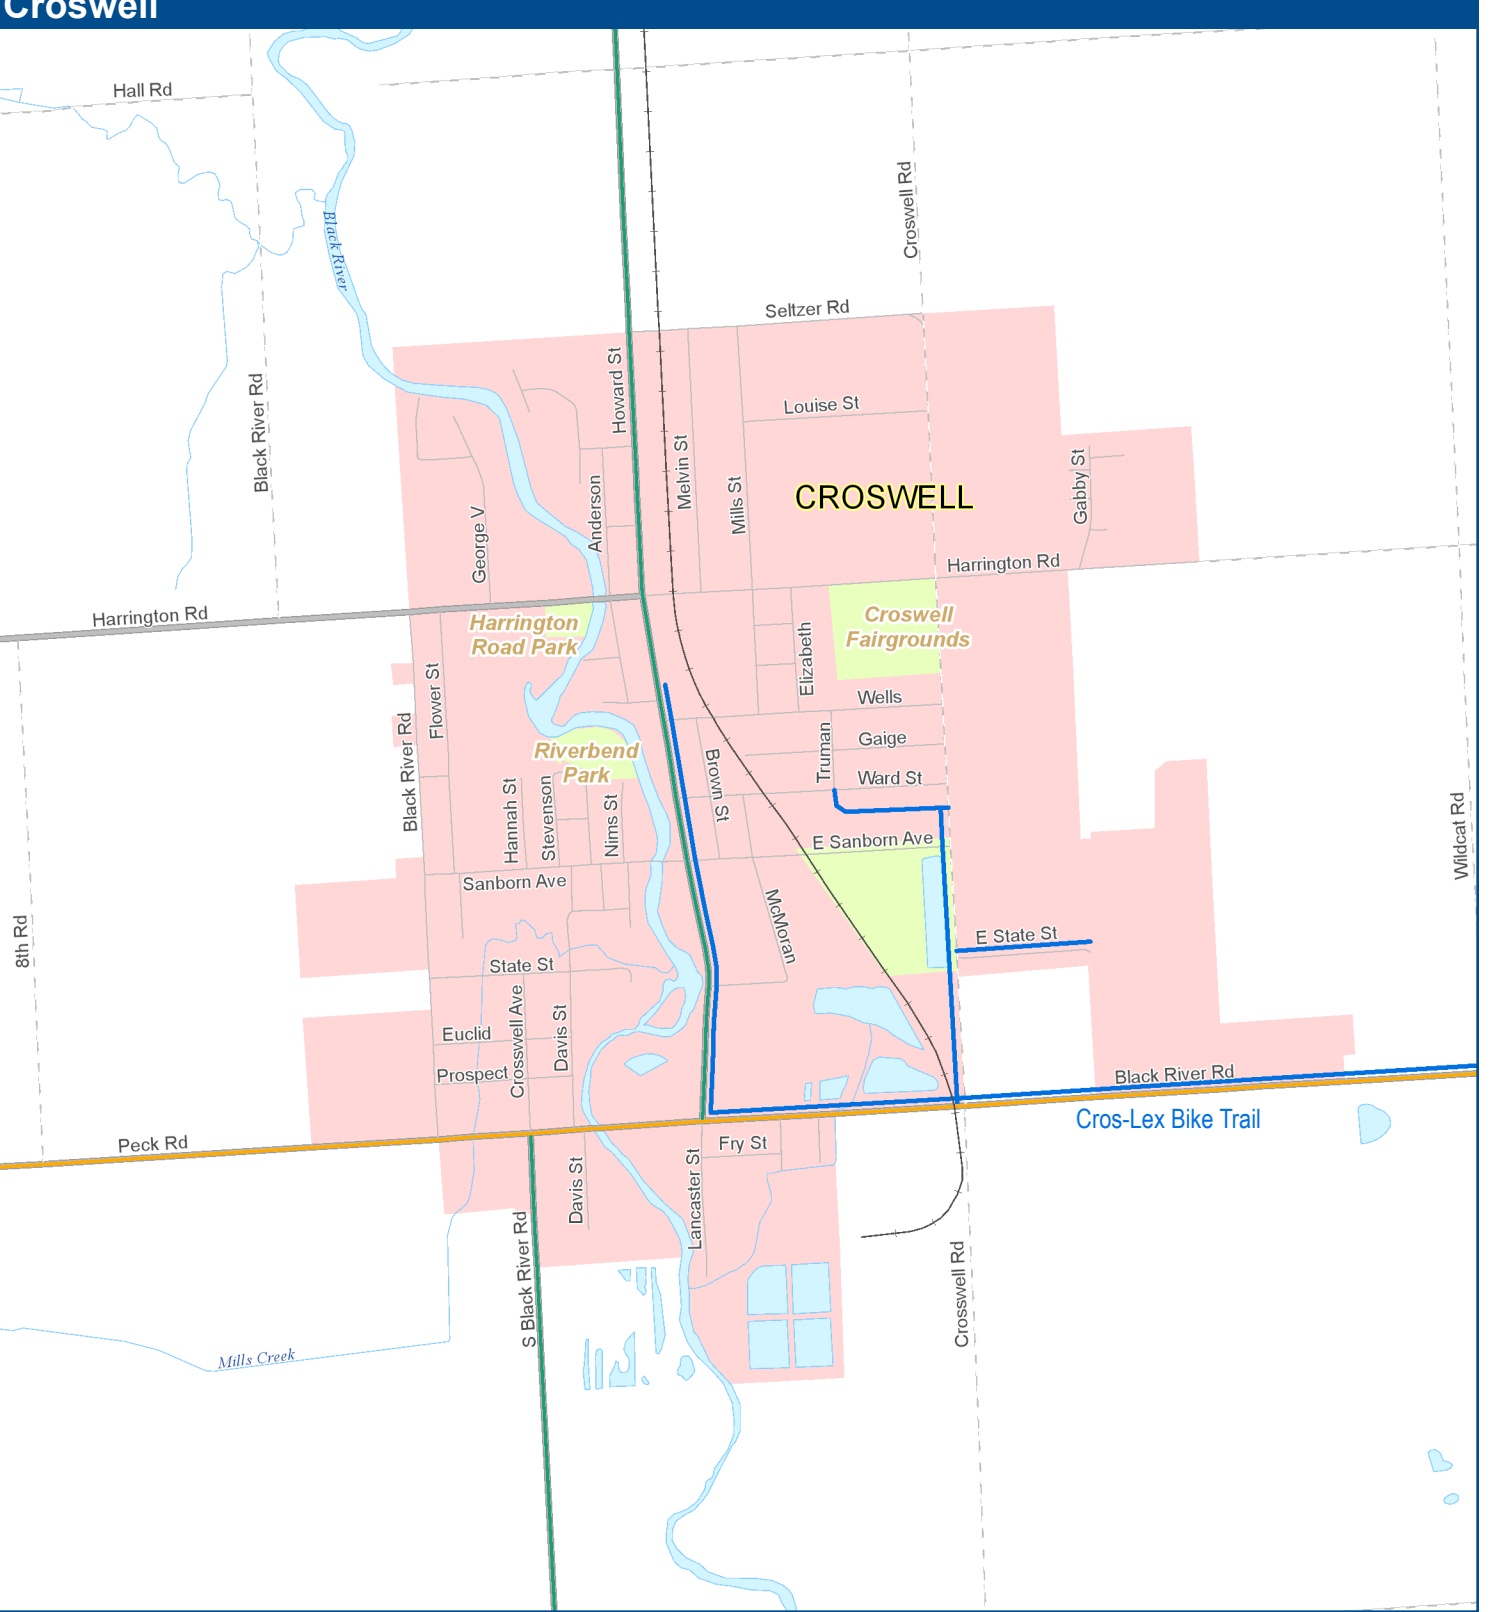 Croswell
Hall Rd
Croswell Rd
Black River
Seltzer Rd
Howard St
Black River Rd
Louise St
Melvin St
Mills St
Gabby St
Anderson
CROSWELL
George V
Harrington Rd
Harrington Rd
Harrington
Road Park
Croswell
Fairgrounds
Elizabeth
Flower St
Wells
Black River Rd
Truman
Gaige
Riverbend
Park
Brown St
Ward St
Hannah St
Stevenson
Nims St
E Sanborn Ave
Wildcat Rd
Sanborn Ave
McMoran
8th Rd
E State St
State St
Crosswell Ave
Davis St
Euclid
Prospect
Black River Rd
Cros-Lex Bike Trail
Peck Rd
Fry St
Davis St
Lancaster St
S Black River Rd
Crosswell Rd
Mills Creek